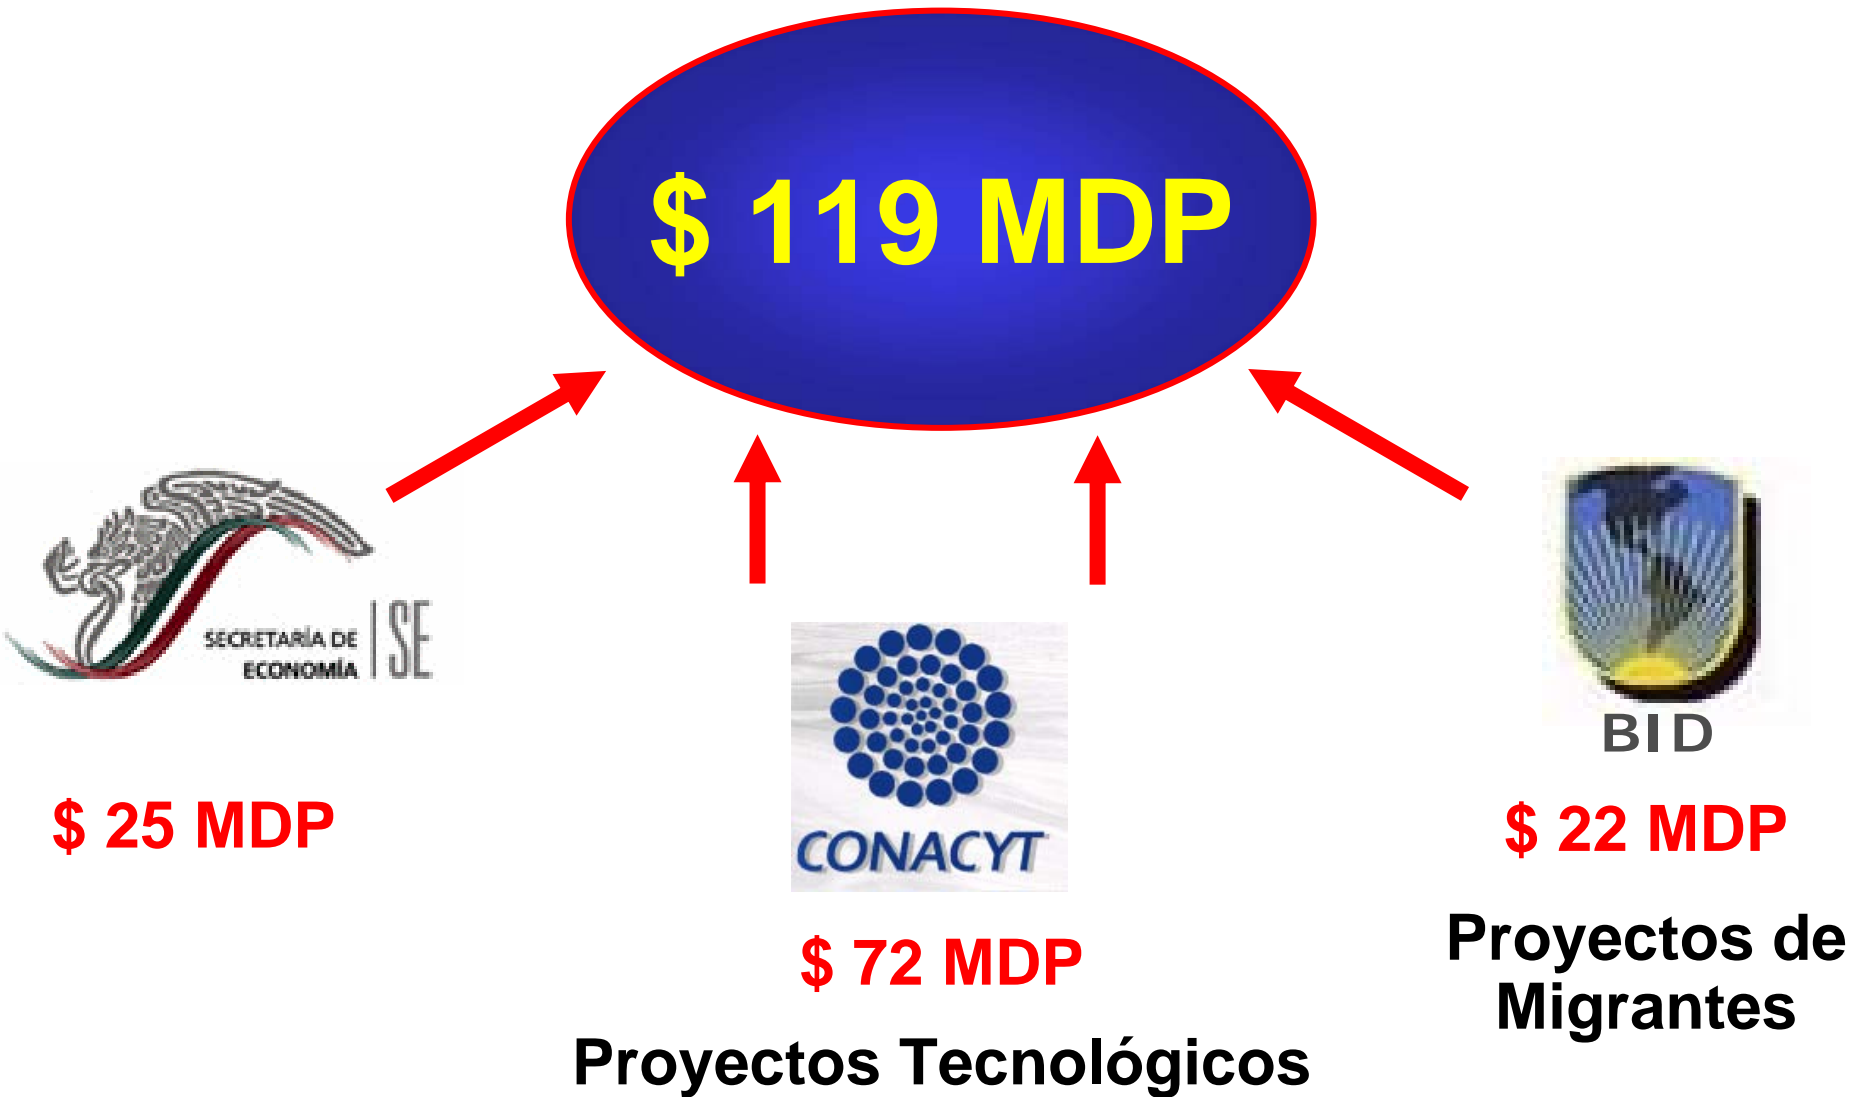 $ 119 MDP
SECRETARÍA DE
ECONOMÍA
SE
$ 25 MDP
CONACYT
$ 72 MDP
Proyectos Tecnológicos
BID
$ 22 MDP
Proyectos de
Migrantes